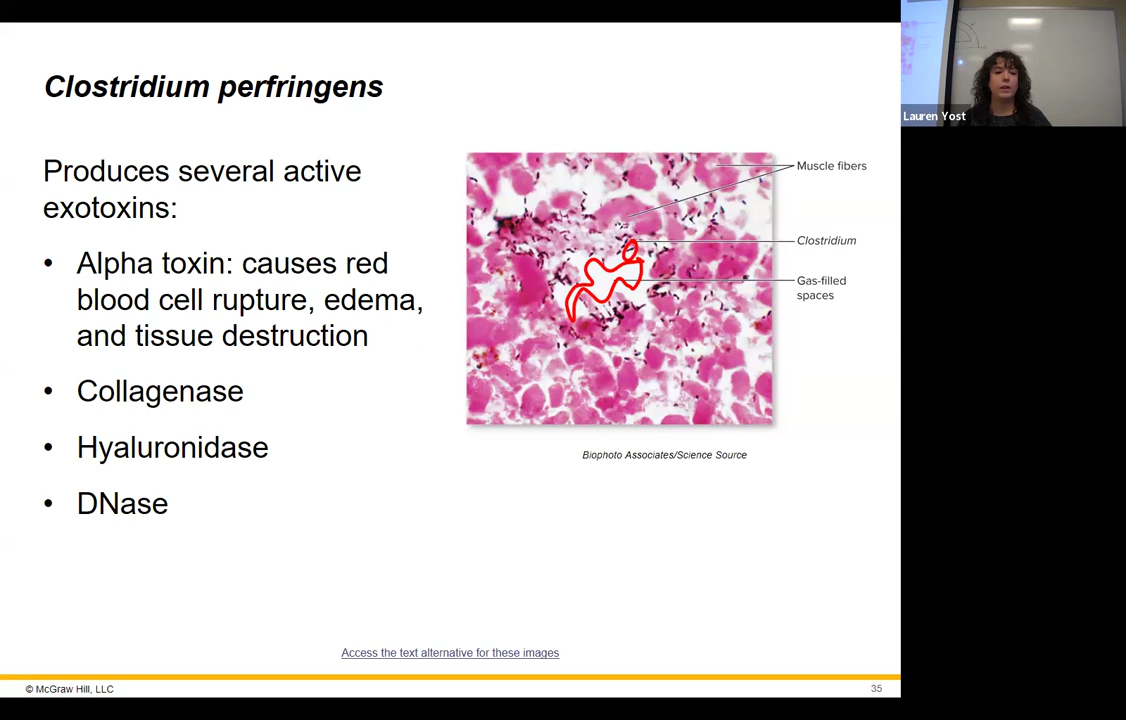 Clostridium perfringens
Lauren Yost
Produces several active
exotoxins:
• Alpha toxin: causes red
blood cell rupture, edema,
and tissue destruction
• Collagenase
• Hyaluronidase
• DNase
Muscle fibers
Clostridium
Gas-filled
spaces
Biophoto Associates/Science Source
Access the text alternative for these images
© McGraw Hill, LLC
35